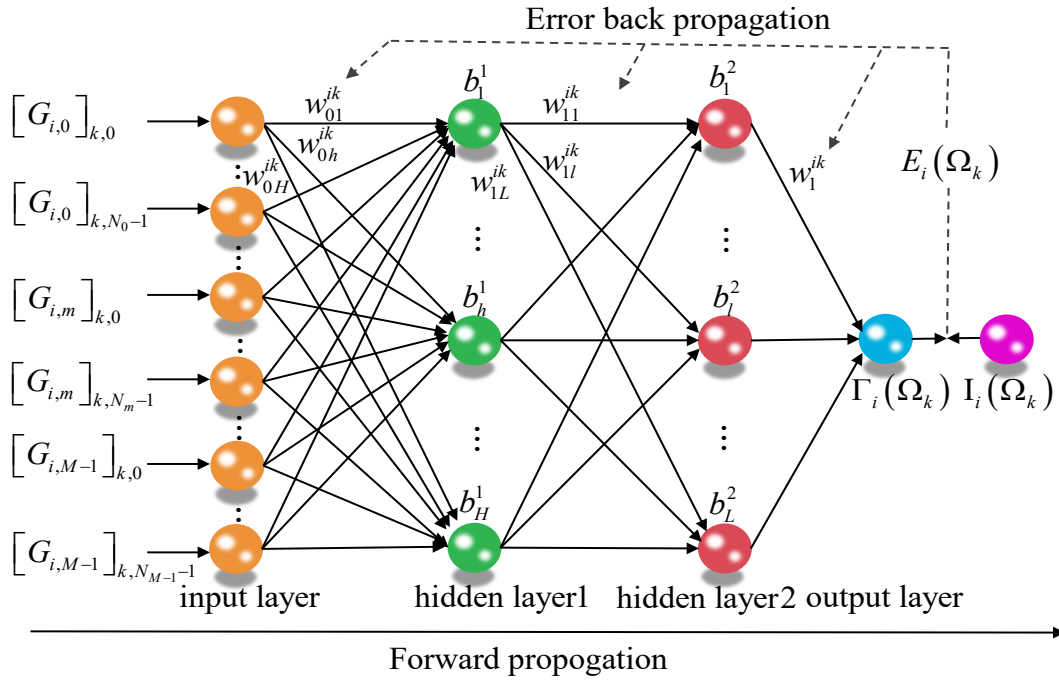 Error back propagation
[G_{i,0}]_{k,0}
w_{01}^{ik}
b_1^1
w_{11}^{ik}
b_1^2
w_{0h}^{ik}
w_{1l}^{ik}
w_{0H}^{ik}
w_{1L}^{ik}
w_1^{ik}
E_i(Ω_k)
[G_{i,0}]_{k,N_0-1}
⋮
⋮
[G_{i,m}]_{k,0}
b_h^1
b_l^2
[G_{i,m}]_{k,N_m-1}
Γ_i(Ω_k)
I_i(Ω_k)
⋮
⋮
[G_{i,M-1}]_{k,0}
b_H^1
b_L^2
[G_{i,M-1}]_{k,N_{M-1}-1}
input layer
hidden layer1
hidden layer2
output layer
Forward propogation